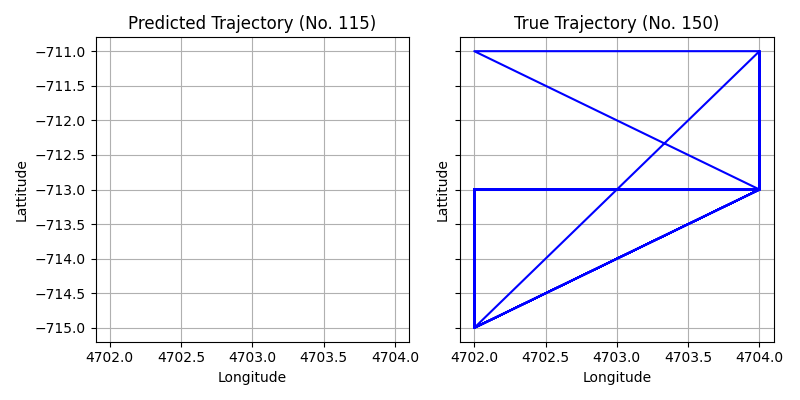 Predicted Trajectory (No. 115)
True Trajectory (No. 150)
−711.0
−711.5
−712.0
−712.5
−713.0
−713.5
−714.0
−714.5
−715.0
Lattitude
Lattitude
4702.0 4702.5 4703.0 4703.5 4704.0
4702.0 4702.5 4703.0 4703.5 4704.0
Longitude
Longitude